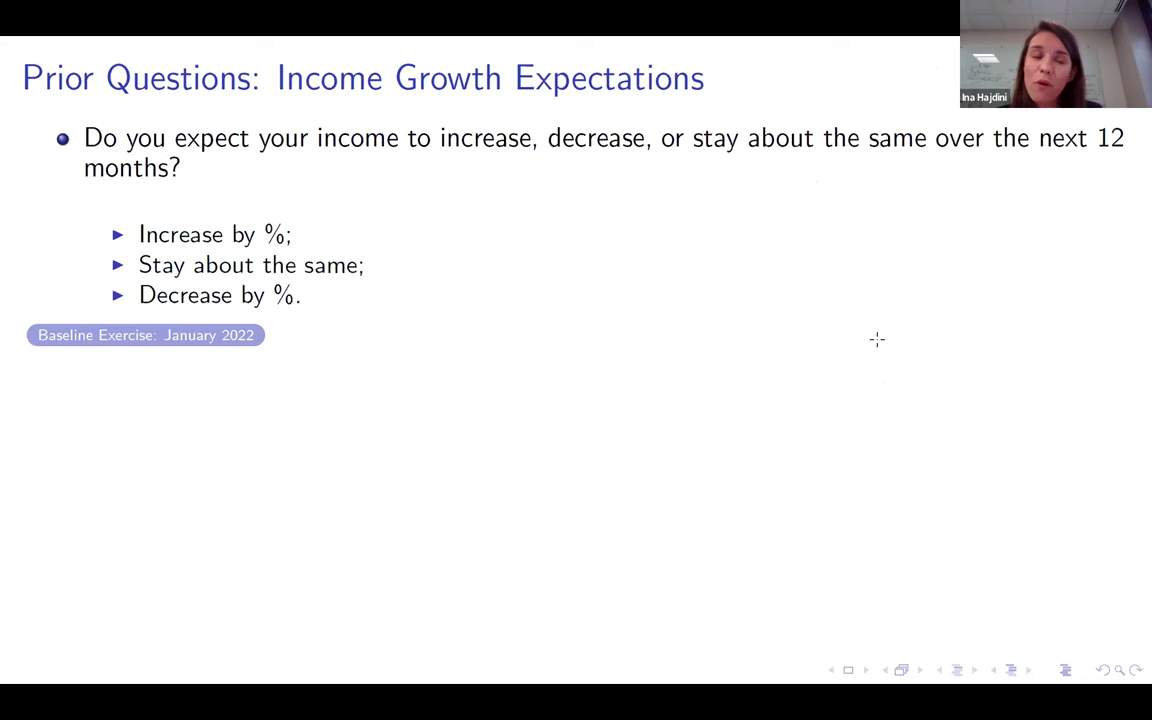 Prior Questions: Income Growth Expectations
Ina Hajdini
Do you expect your income to increase, decrease, or stay about the same over the next 12
months?
Increase by %;
Stay about the same;
Decrease by %.
Baseline Exercise: January 2022